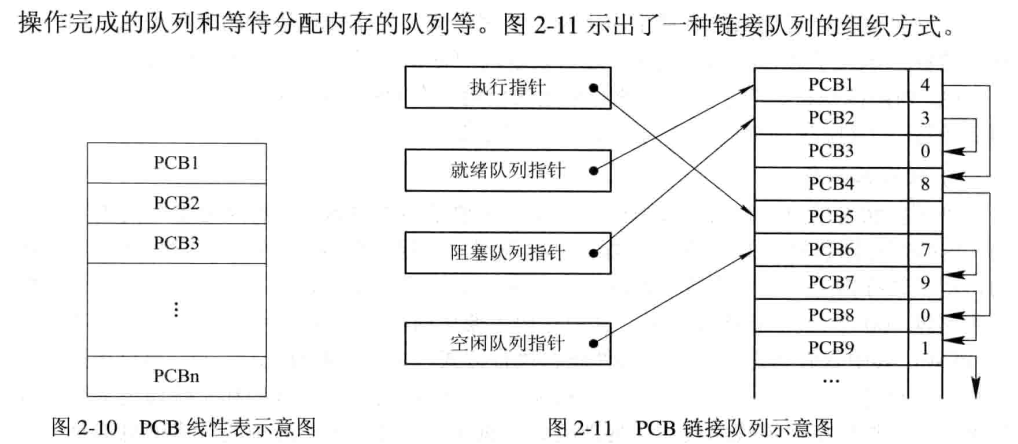 操作完成的队列和等待分配内存的队列等。图 2-11 示出了一种链接队列的组织方式。
PCB1
PCB2
PCB3
⋮
PCBn
图 2-10 PCB 线性表示意图
执行指针
就绪队列指针
阻塞队列指针
空闲队列指针
PCB1 4
PCB2 3
PCB3 0
PCB4 8
PCB5
PCB6 7
PCB7 9
PCB8 0
PCB9 1
…
图 2-11 PCB 链接队列示意图